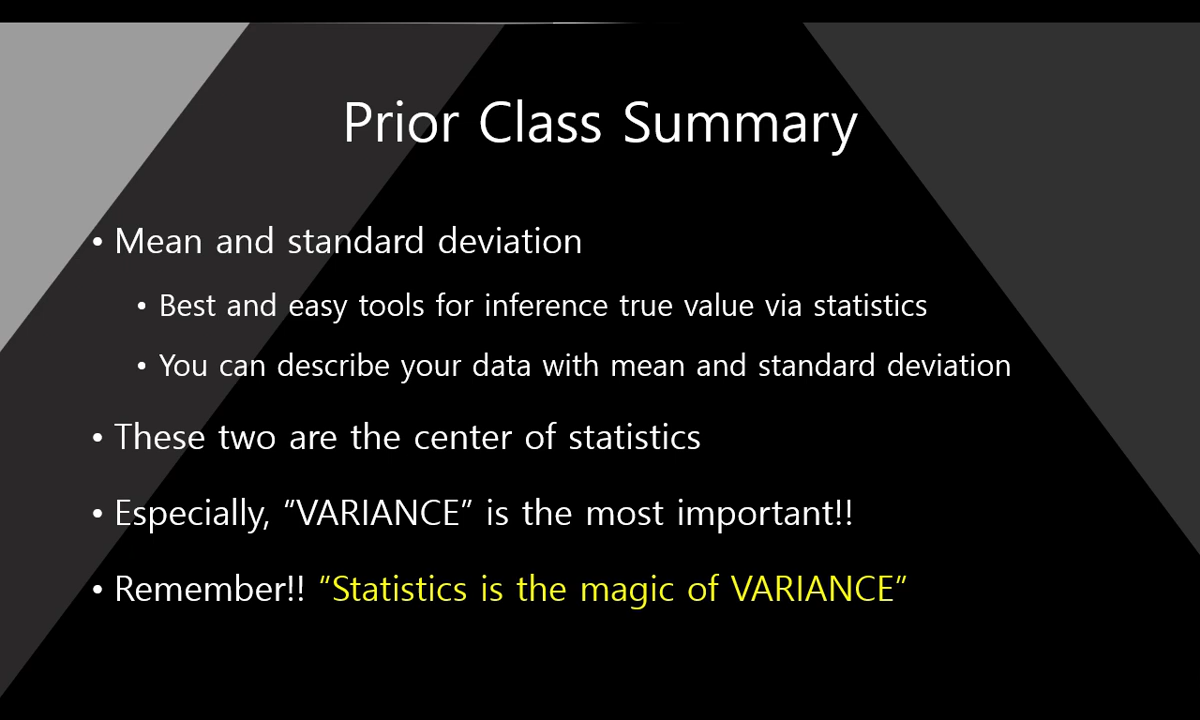 Prior Class Summary
• Mean and standard deviation
• Best and easy tools for inference true value via statistics
• You can describe your data with mean and standard deviation
• These two are the center of statistics
• Especially, “VARIANCE” is the most important!!
• Remember!! “Statistics is the magic of VARIANCE”